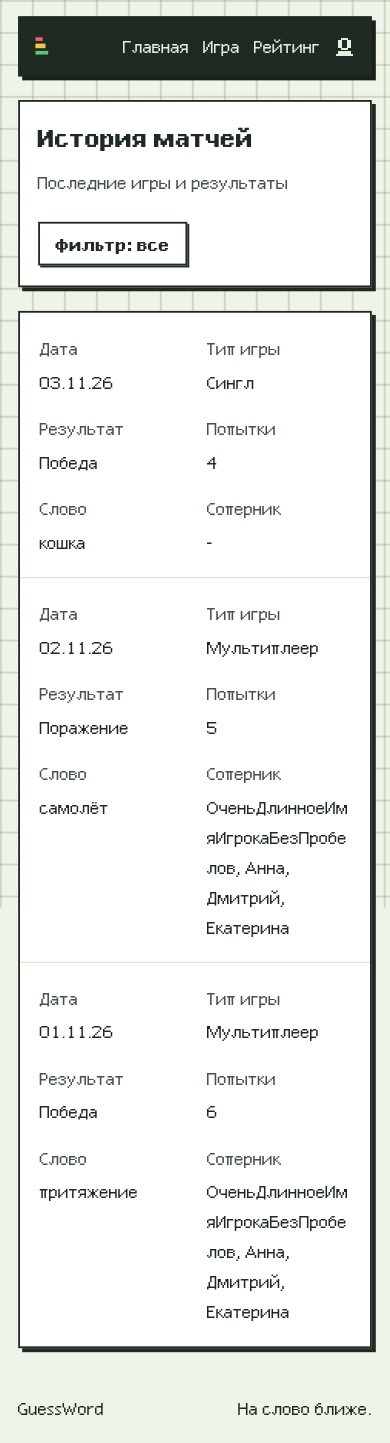 Главная Игра Рейтинг
История матчей
Последние игры и результаты
Фильтр: все
Дата Тип игры
03.11.26 Сингл
Результат Попытки
Победа 4
Слово Соперник
кошка -
Дата Тип игры
02.11.26 Мультиплеер
Результат Попытки
Поражение 5
Слово Соперник
самолёт ОченьДлинноеИм
яИгрокаБезПробе
лов, Анна,
Дмитрий,
Екатерина
Дата Тип игры
01.11.26 Мультиплеер
Результат Попытки
Победа 6
Слово Соперник
притяжение ОченьДлинноеИм
яИгрокаБезПробе
лов, Анна,
Дмитрий,
Екатерина
GuessWord На слово ближе.